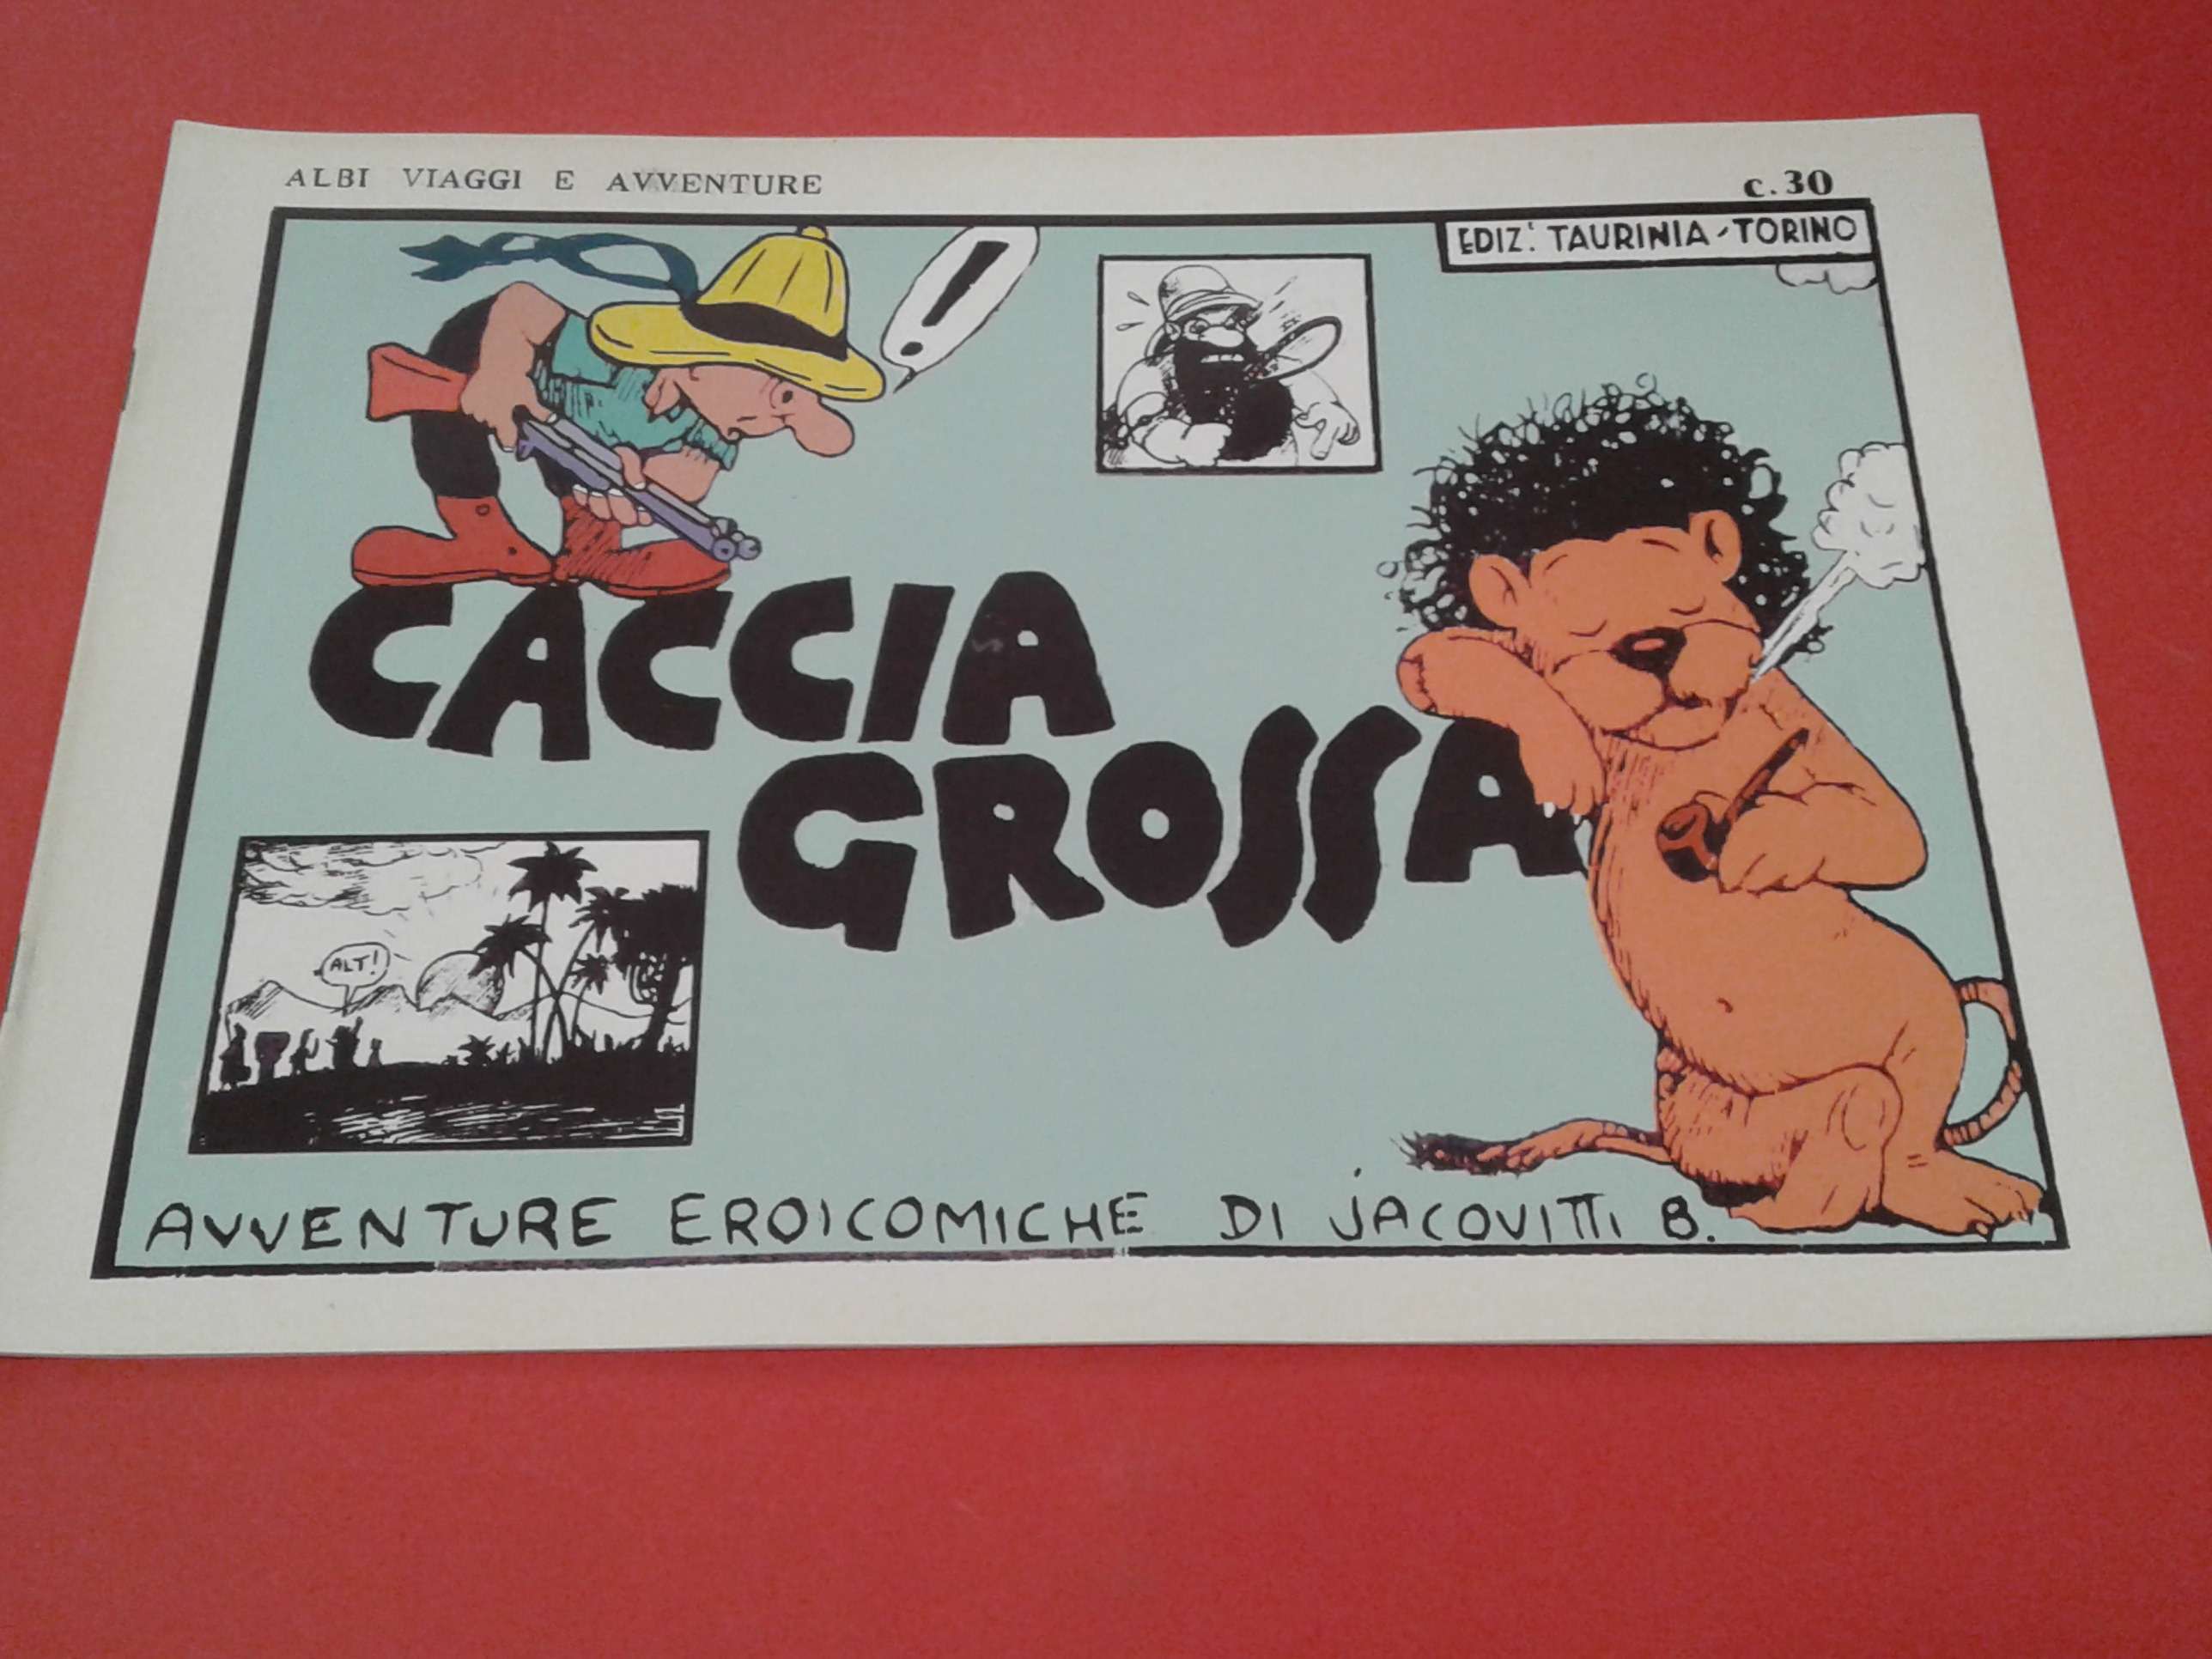 ALBI VIAGGI E AVVENTURE
c.30
EDIZ: TAURINIA-TORINO
!
CACCIA
GROSSA
ALT!
AVVENTURE EROICOMICHE DI JACOVITTI B.